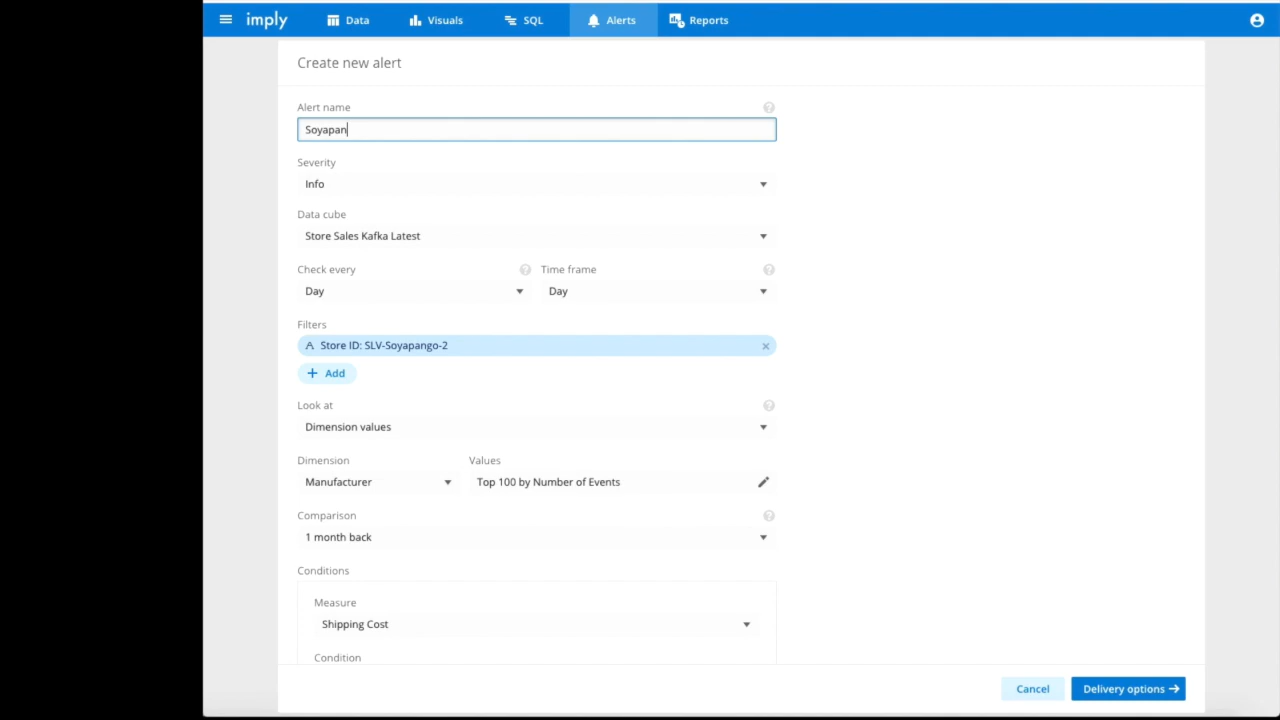 imply Data Visuals SQL Alerts Reports
Create new alert
Alert name
Soyapan
Severity
Info
Data cube
Store Sales Kafka Latest
Check every Time frame
Day Day
Filters
A Store ID: SLV-Soyapango-2
+ Add
Look at
Dimension values
Dimension Values
Manufacturer Top 100 by Number of Events
Comparison
1 month back
Conditions
Measure
Shipping Cost
Condition
Cancel Delivery options →